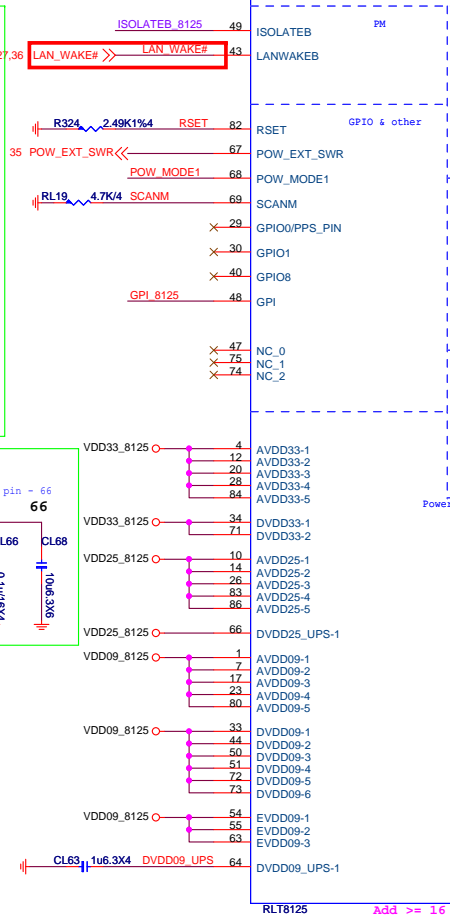 ISOLATEB_8125 49 ISOLATEB
PM
27,36 LAN_WAKE# LAN_WAKE# 43 LANWAKEB
R324 2.49K1%4 RSET 82 RSET
GPIO & other
35 POW_EXT_SWR 67 POW_EXT_SWR
POW_MODE1 68 POW_MODE1
RL19 4.7K/4 SCANM 69 SCANM
29 GPIO0/PPS_PIN
30 GPIO1
40 GPIO8
GPI_8125 48 GPI
47 NC_0
75 NC_1
74 NC_2
VDD33_8125 4 AVDD33-1
12 AVDD33-2
20 AVDD33-3
28 AVDD33-4
84 AVDD33-5
pin - 66
66
Power
VDD33_8125 34 DVDD33-1
71 DVDD33-2
L66 CL68
VDD25_8125 10 AVDD25-1
14 AVDD25-2
26 AVDD25-3
83 AVDD25-4
86 AVDD25-5
10u6.3X6
VDD25_8125 66 DVDD25_UPS-1
VDD09_8125 1 AVDD09-1
7 AVDD09-2
17 AVDD09-3
23 AVDD09-4
80 AVDD09-5
VDD09_8125 33 DVDD09-1
44 DVDD09-2
50 DVDD09-3
51 DVDD09-4
72 DVDD09-5
73 DVDD09-6
VDD09_8125 54 EVDD09-1
55 EVDD09-2
63 EVDD09-3
CL63 1u6.3X4 DVDD09_UPS 64 DVDD09_UPS-1
RLT8125
Add >= 16